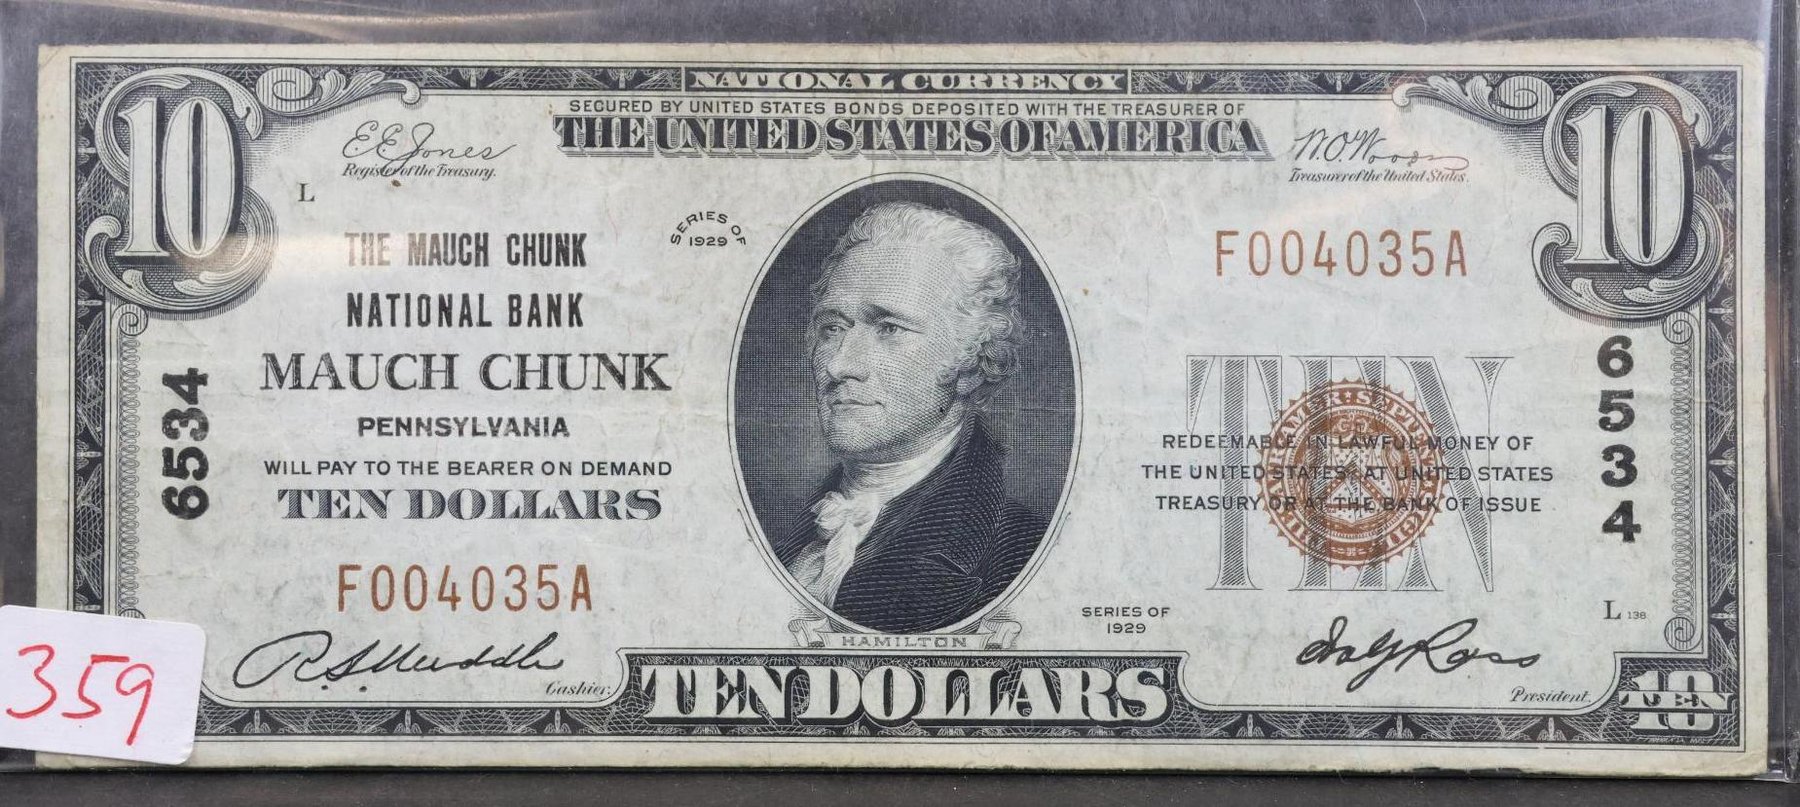 NATIONAL CURRENCY
SECURED BY UNITED STATES BONDS DEPOSITED WITH THE TREASURER OF
THE UNITED STATES OF AMERICA
10
10
E E Jones
Register of the Treasury.
W.O. Woods
Treasurer of the United States.
L
SERIES OF
1929
THE MAUCH CHUNK
NATIONAL BANK
MAUCH CHUNK
PENNSYLVANIA
WILL PAY TO THE BEARER ON DEMAND
TEN DOLLARS
F004035A
F004035A
6534
6534
TEN
REDEEMABLE IN LAWFUL MONEY OF
THE UNITED STATES AT UNITED STATES
TREASURY OR AT THE BANK OF ISSUE
SERIES OF
1929
L 138
HAMILTON
Cashier.
Ira G Ross
President.
TEN DOLLARS
10
TEN
359